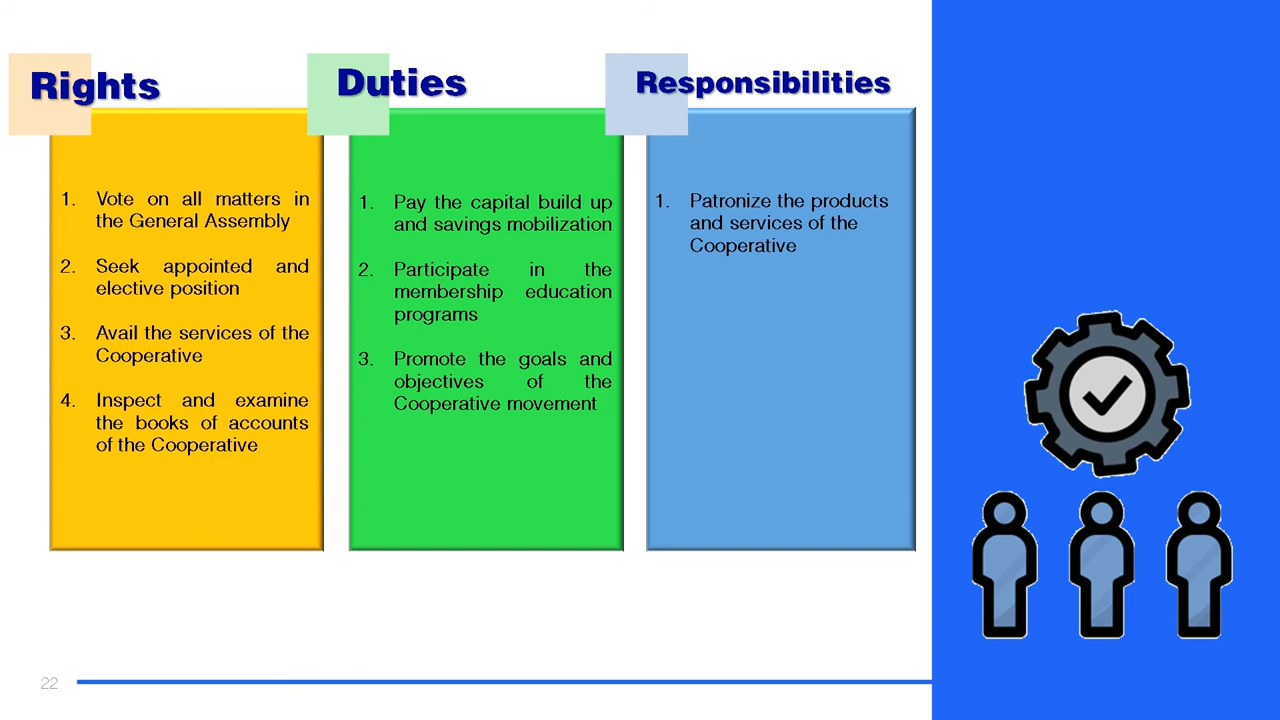 Rights
1. Vote on all matters in
the General Assembly
2. Seek appointed and
elective position
3. Avail the services of the
Cooperative
4. Inspect and examine
the books of accounts
of the Cooperative
Duties
1. Pay the capital build up
and savings mobilization
2. Participate in the
membership education
programs
3. Promote the goals and
objectives of the
Cooperative movement
Responsibilities
1. Patronize the products
and services of the
Cooperative
22